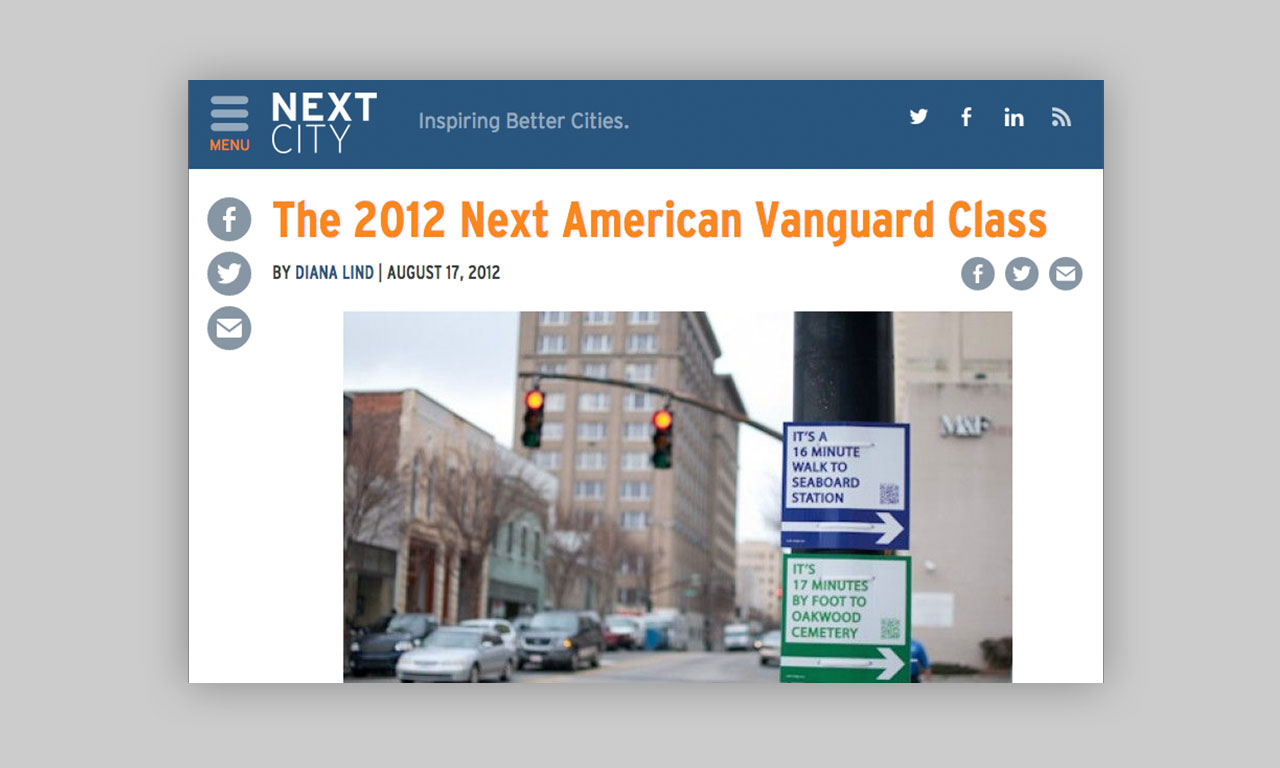 MENU
NEXT
CITY
Inspiring Better Cities.
The 2012 Next American Vanguard Class
BY DIANA LIND | AUGUST 17, 2012
M&F
IT'S A
16 MINUTE
WALK TO
SEABOARD
STATION
IT'S
17 MINUTES
BY FOOT TO
OAKWOOD
CEMETERY